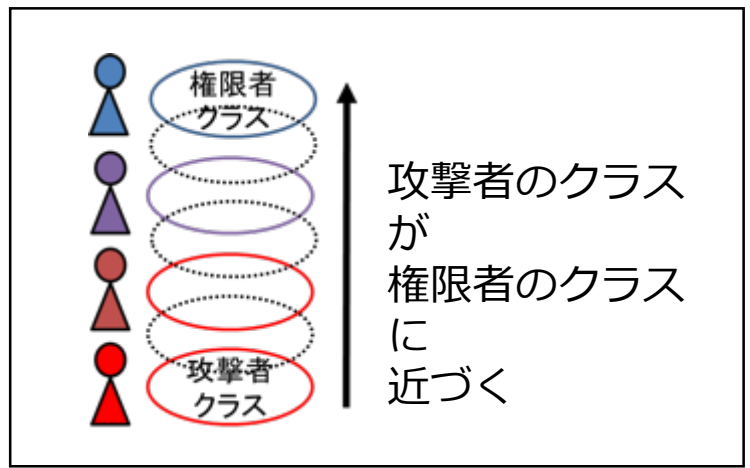 権限者
クラス
攻撃者のクラス
が
権限者のクラス
に
近づく
攻撃者
クラス